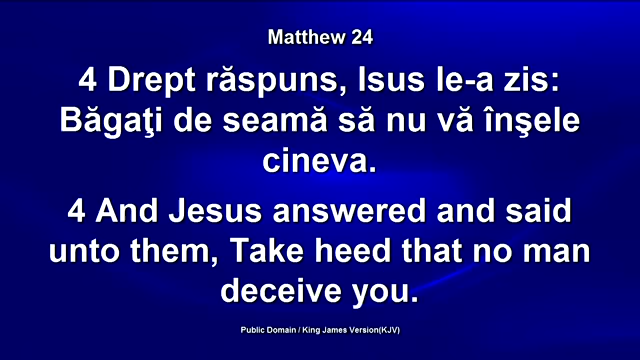 Matthew 24
4 Drept răspuns, Isus le-a zis:
Băgaţi de seamă să nu vă înşele
cineva.
4 And Jesus answered and said
unto them, Take heed that no man
deceive you.
Public Domain / King James Version(KJV)